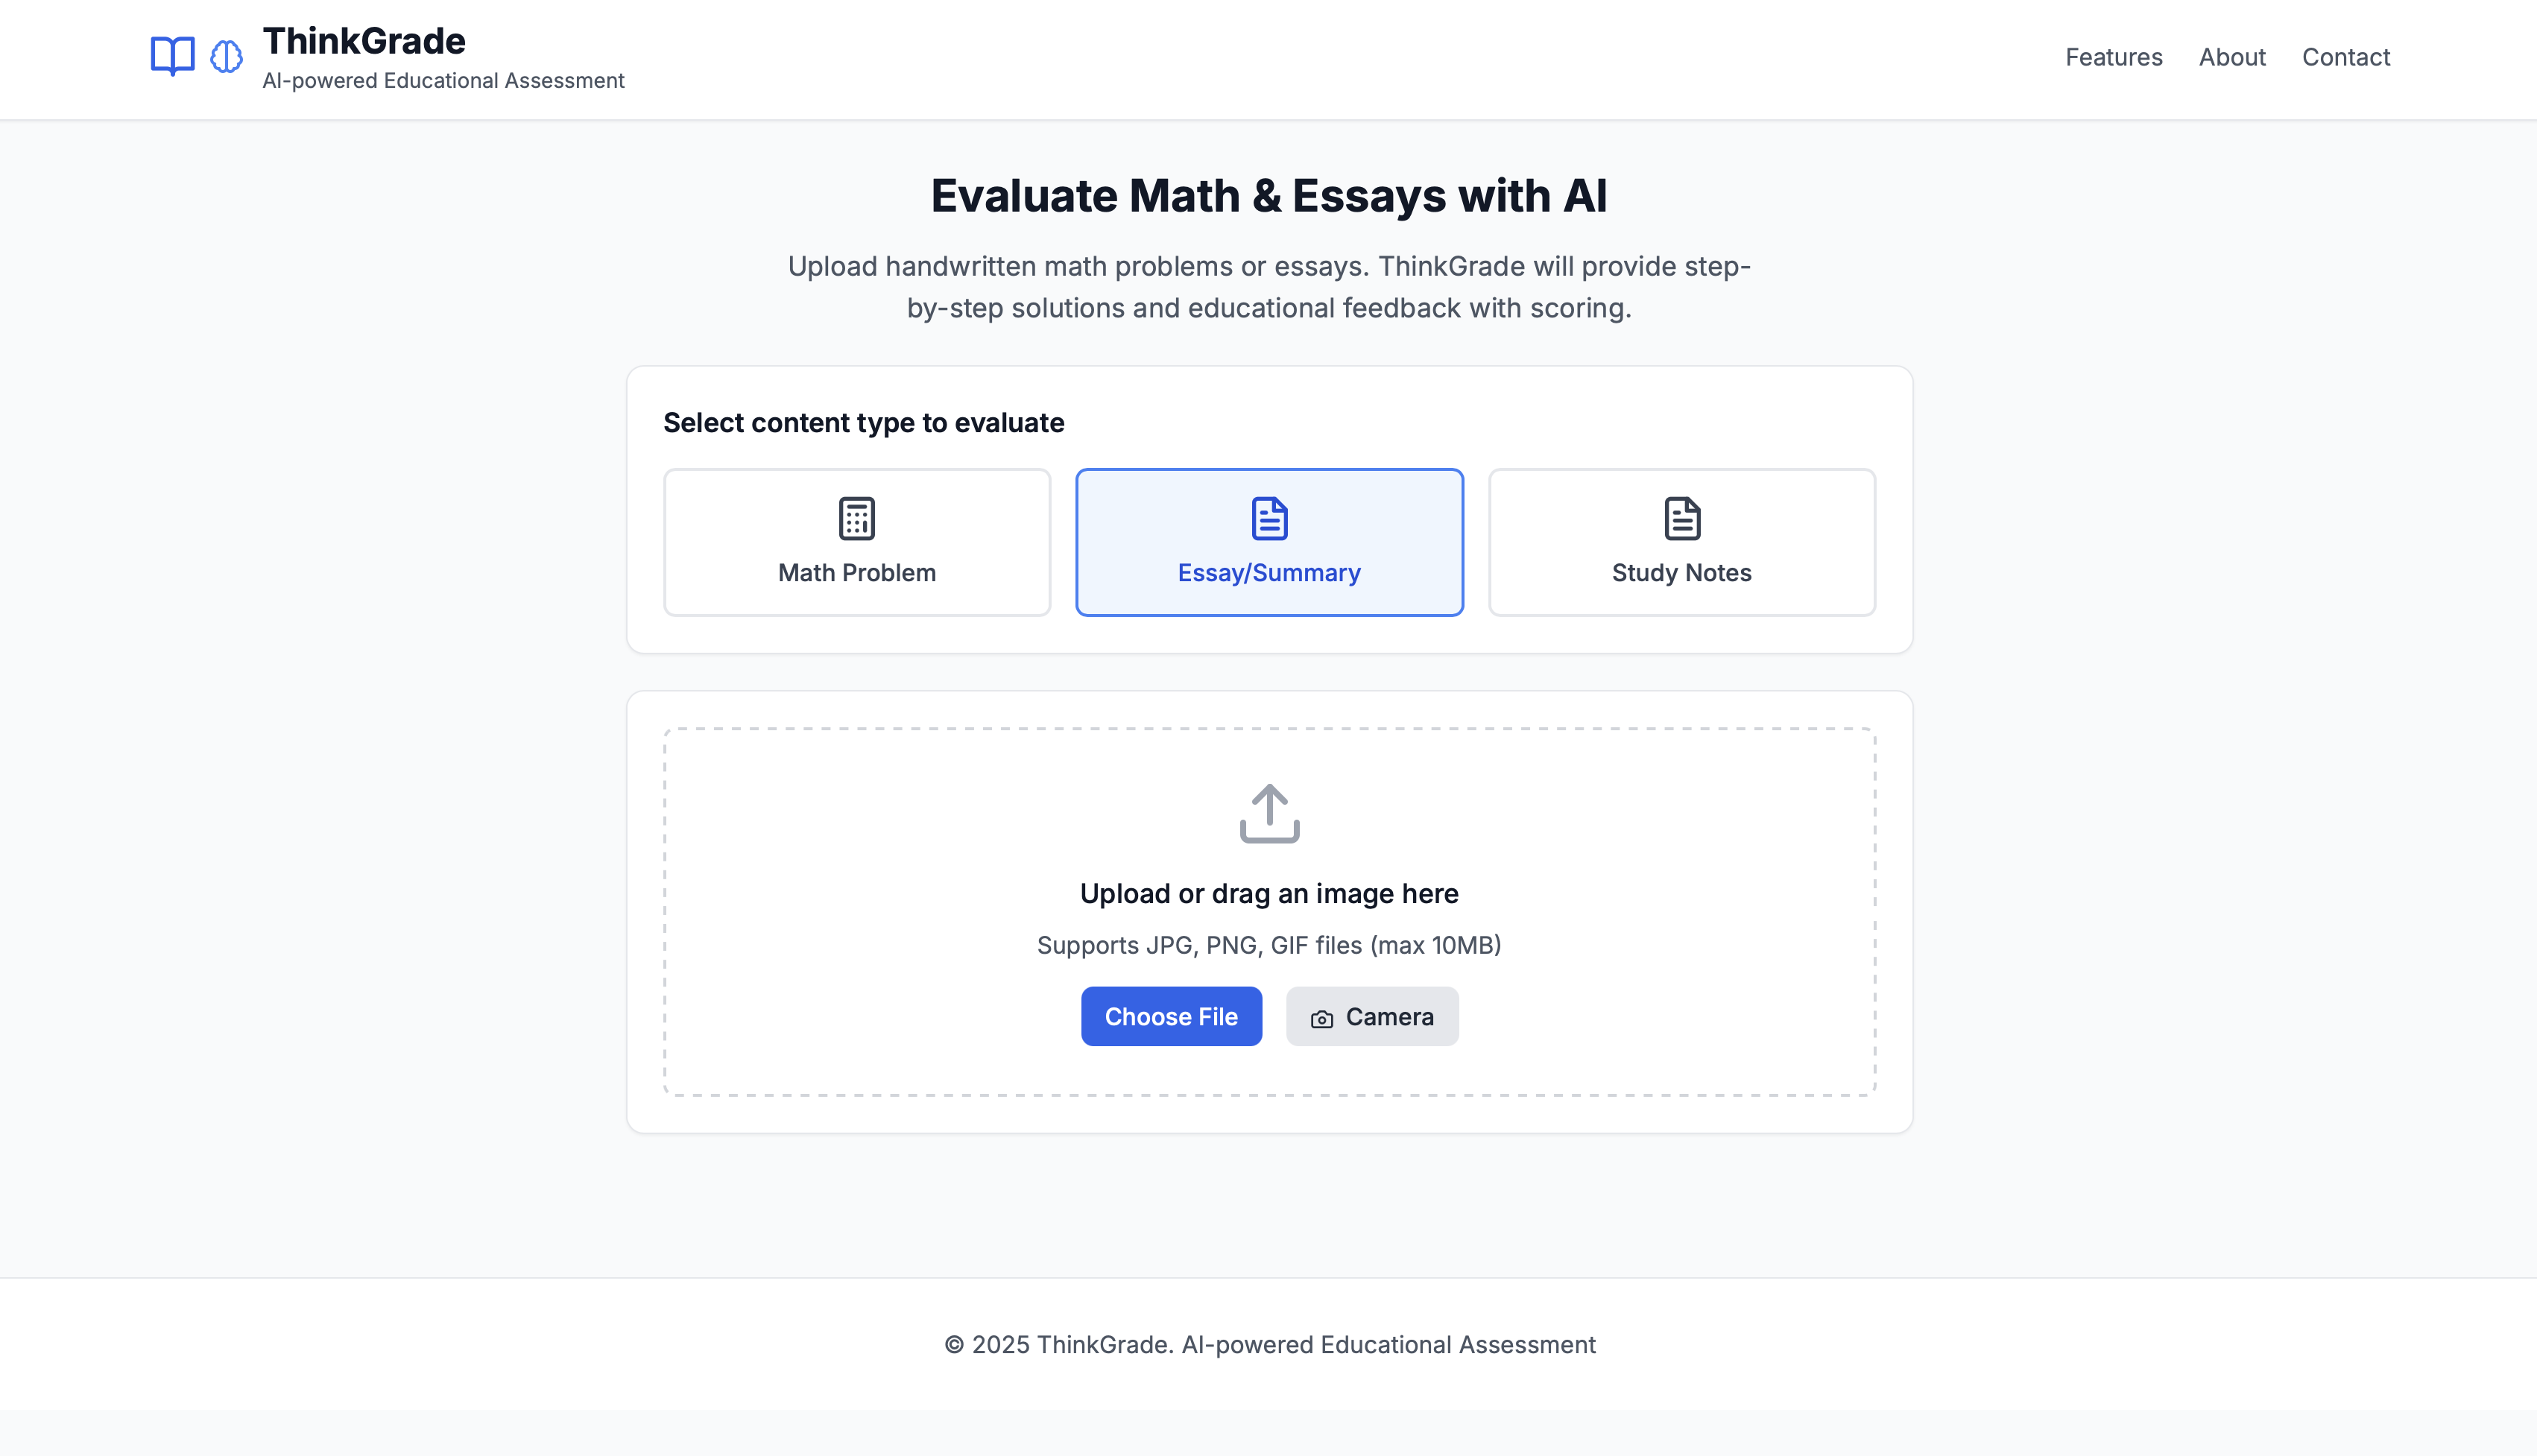 ThinkGrade
AI-powered Educational Assessment
Features
About
Contact
Evaluate Math & Essays with AI
Upload handwritten math problems or essays. ThinkGrade will provide step-
by-step solutions and educational feedback with scoring.
Select content type to evaluate
Math Problem
Essay/Summary
Study Notes
Upload or drag an image here
Supports JPG, PNG, GIF files (max 10MB)
Choose File
Camera
© 2025 ThinkGrade. AI-powered Educational Assessment